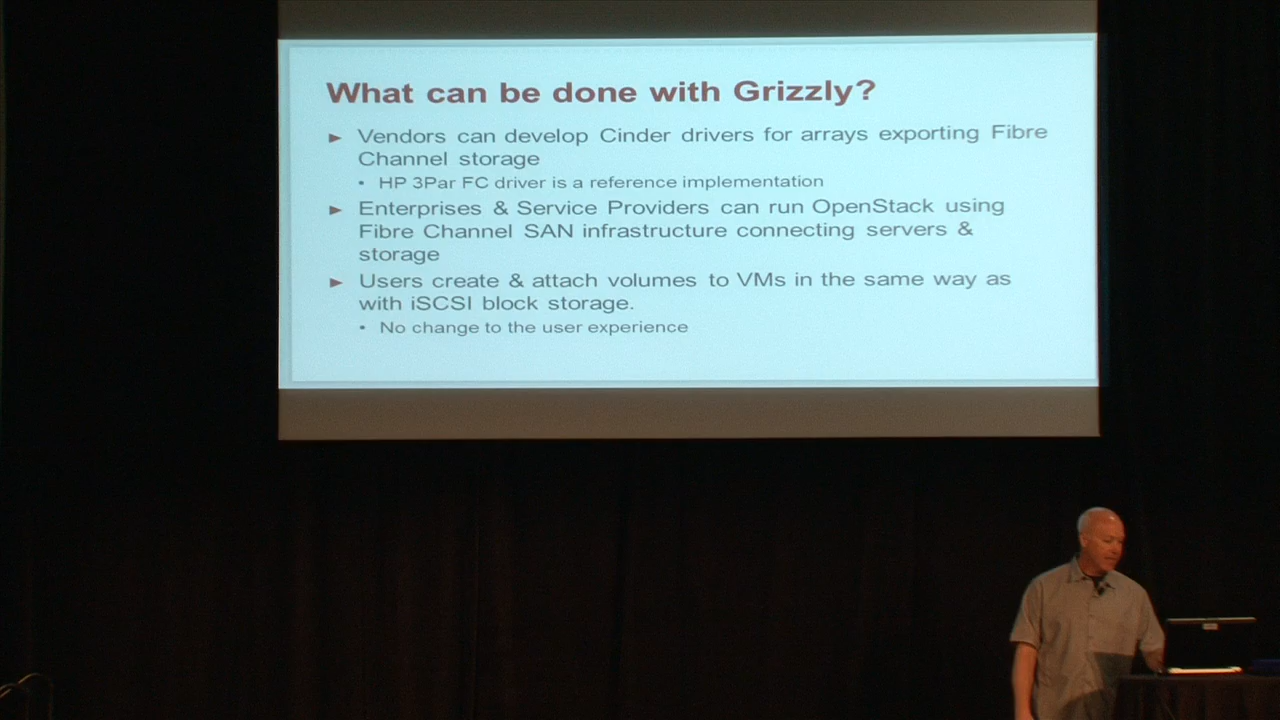 What can be done with Grizzly?
► Vendors can develop Cinder drivers for arrays exporting Fibre
Channel storage
• HP 3Par FC driver is a reference implementation
► Enterprises & Service Providers can run OpenStack using
Fibre Channel SAN infrastructure connecting servers &
storage
► Users create & attach volumes to VMs in the same way as
with iSCSI block storage.
• No change to the user experience